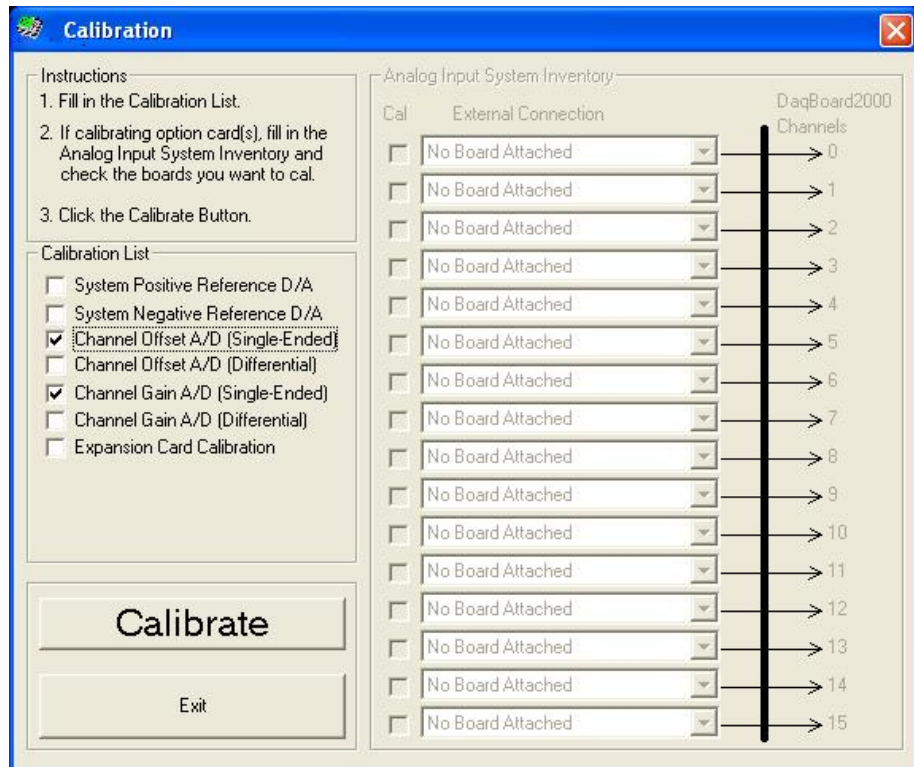 Calibration
Instructions
1. Fill in the Calibration List.
2. If calibrating option card(s), fill in the
Analog Input System Inventory and
check the boards you want to cal.
3. Click the Calibrate Button.
Calibration List
System Positive Reference D/A
System Negative Reference D/A
Channel Offset A/D (Single-Ended)
Channel Offset A/D (Differential)
Channel Gain A/D (Single-Ended)
Channel Gain A/D (Differential)
Expansion Card Calibration
Calibrate
Exit
Analog Input System Inventory
Cal External Connection DaqBoard2000
Channels
No Board Attached 0
No Board Attached 1
No Board Attached 2
No Board Attached 3
No Board Attached 4
No Board Attached 5
No Board Attached 6
No Board Attached 7
No Board Attached 8
No Board Attached 9
No Board Attached 10
No Board Attached 11
No Board Attached 12
No Board Attached 13
No Board Attached 14
No Board Attached 15